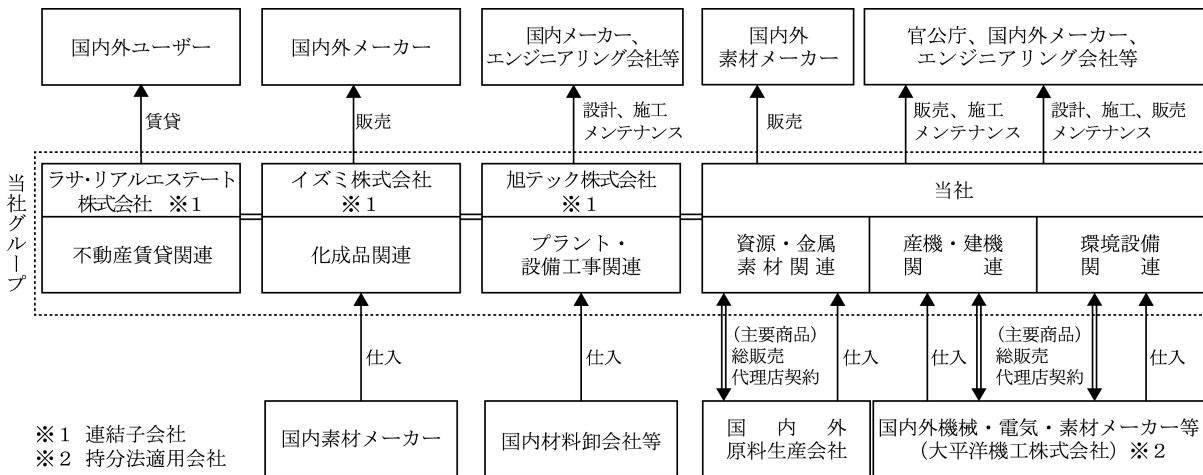 国内外ユーザー
国内外メーカー
国内メーカー、
エンジニアリング会社等
国内外
素材メーカー
官公庁、国内外メーカー、
エンジニアリング会社等
賃貸
販売
設計、施工
メンテナンス
販売
販売、施工
メンテナンス
設計、施工、販売
メンテナンス
当社グループ
ラサ・リアルエステート
株式会社 ※1
イズミ株式会社
※1
旭テック株式会社
※1
当社
不動産賃貸関連
化成品関連
プラント・
設備工事関連
資源・金属
素材関連
産機・建機
関連
環境設備
関連
仕入
仕入
(主要商品)
総販売
代理店契約
仕入
仕入
(主要商品)
総販売
代理店契約
仕入
国内素材メーカー
国内材料卸会社等
国内外
原料生産会社
国内外機械・電気・素材メーカー等
(大平洋機工株式会社)※2
※1 連結子会社
※2 持分法適用会社